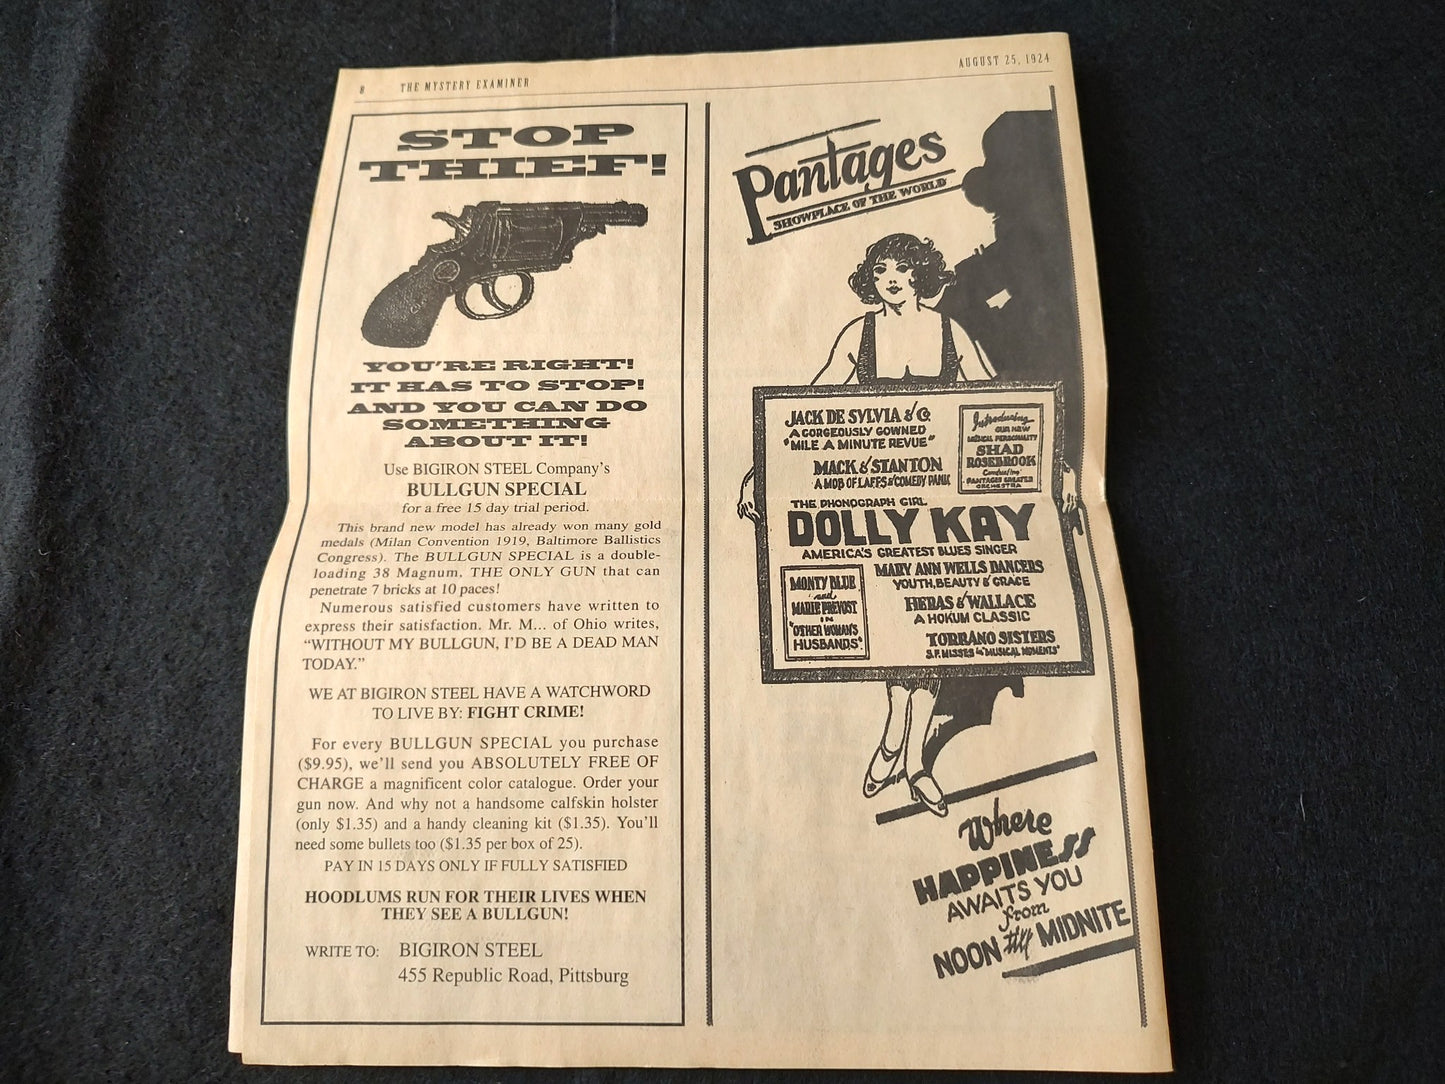 8 THE MYSTERY EXAMINER AUGUST 25, 1924
STOP
THIEF!
YOU'RE RIGHT!
IT HAS TO STOP!
AND YOU CAN DO
SOMETHING
ABOUT IT!
Use BIGIRON STEEL Company's
BULLGUN SPECIAL
for a free 15 day trial period.
This brand new model has already won many gold
medals (Milan Convention 1919, Baltimore Ballistics
Congress). The BULLGUN SPECIAL is a double-
loading 38 Magnum, THE ONLY GUN that can
penetrate 7 bricks at 10 paces!
Numerous satisfied customers have written to
express their satisfaction. Mr. M... of Ohio writes,
“WITHOUT MY BULLGUN, I'D BE A DEAD MAN
TODAY.”
WE AT BIGIRON STEEL HAVE A WATCHWORD
TO LIVE BY: FIGHT CRIME!
For every BULLGUN SPECIAL you purchase
($9.95), we'll send you ABSOLUTELY FREE OF
CHARGE a magnificent color catalogue. Order your
gun now. And why not a handsome calfskin holster
(only $1.35) and a handy cleaning kit ($1.35). You'll
need some bullets too ($1.35 per box of 25).
PAY IN 15 DAYS ONLY IF FULLY SATISFIED
HOODLUMS RUN FOR THEIR LIVES WHEN
THEY SEE A BULLGUN!
WRITE TO: BIGIRON STEEL
455 Republic Road, Pittsburg
Pantages
SHOWPLACE OF THE WORLD
JACK DE SYLVIA & Co.
A GORGEOUSLY GOWNED
"MILE A MINUTE REVUE"
MACK & STANTON
A MOB OF LAFFS & COMEDY PANIC
Introducing
OUR NEW
MUSICAL PERSONALITY
SHAD
ROSEBROOK
Conducting
PANTAGES GREATER
ORCHESTRA
THE PHONOGRAPH GIRL
DOLLY KAY
AMERICA'S GREATEST BLUES SINGER
MONTY BLUE
and
MARIE PREVOST
IN
"OTHER WOMAN'S
HUSBANDS".
MARY ANN WELLS DANCERS
YOUTH, BEAUTY & GRACE
HERAS & WALLACE
A HOKUM CLASSIC
TORRANO SISTERS
S.F. MISSES in "MUSICAL MOMENTS"
Where
HAPPINESS
AWAITS YOU
from
NOON till MIDNITE